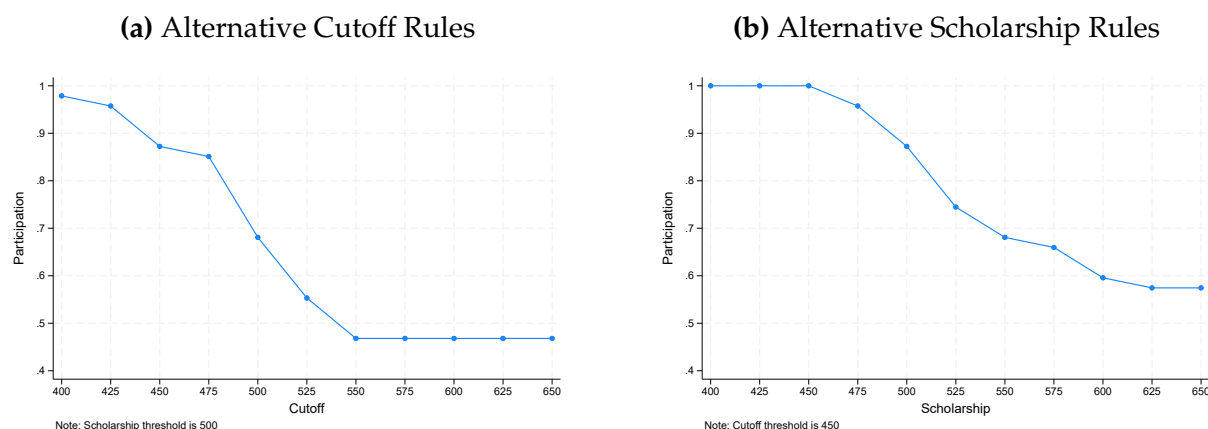 (a) Alternative Cutoff Rules
1
.9
.8
.7
.6
.5
.4
Participation
400 425 450 475 500 525 550 575 600 625 650
Cutoff
Note: Scholarship threshold is 500
(b) Alternative Scholarship Rules
1
.9
.8
.7
.6
.5
.4
Participation
400 425 450 475 500 525 550 575 600 625 650
Scholarship
Note: Cutoff threshold is 450